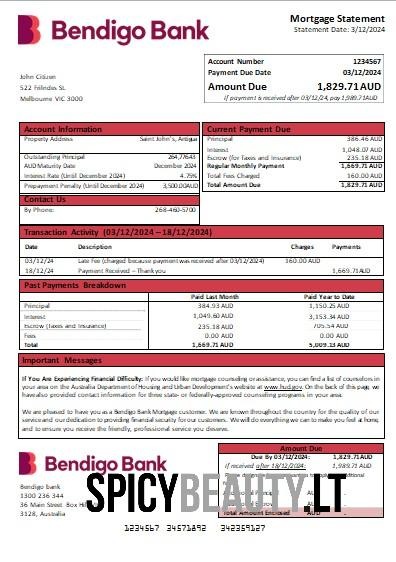 Bendigo Bank
Mortgage Statement
Statement Date: 3/12/2024
Account Number 1234567
Payment Due Date 03/12/2024
Amount Due 1,829.71 AUD
If payment is received after 03/12/24, pay 1,989.71AUD
John Citizen
522 Fillndes SL
Melbourne VIC 3000
Account Information
Property Address Saint John's, Antigua
Outstanding Principal 264,77643
AUD Maturity Date December 2024
Interest Rate (Until December 2024) 4.75%
Prepayment Penalty (Until December 2024) 3,500.00AUD
Contact Us
By Phone: 268-460-5700
Current Payment Due
Principal 386.46 AUD
Interest 1,048.07 AUD
Escrow (for Taxes and Insurance) 235.18 AUD
Regular Monthly Payment 1,669.71 AUD
Total Fees Charged 160.00 AUD
Total Amount Due 1,829.71 AUD
Transaction Activity (03/12/2024 – 18/12/2024)
Date Description Charges Payments
03/12/24 Late Fee (charged because payment was received after 03/12/2024) 160.00 AUD
18/12/24 Payment Received – Thank you 1,669.71AUD
Past Payments Breakdown
Paid Last Month Paid Year to Date
Principal 384.93 AUD 1,150.25 AUD
Interest 1,049.60 AUD 3,153.34 AUD
Escrow (Taxes and Insurance) 235.18 AUD 705.54 AUD
Fees 0.00 AUD 0.00 AUD
Total 1,669.71 AUD 5,009.13 AUD
Important Messages
If You Are Experiencing Financial Difficulty: If you would like mortgage counseling or assistance, you can find a list of counselors in
your area on the Australia Department of Housing and Urban Development's website at www.hud.gov. On the back of this page, we
have also provided contact information for three state- or federally-approved counseling programs in your area.
We are pleased to have you as a Bendigo Bank Mortgage customer. We are known throughout the country for the quality of our
service and our dedication to providing financial security for our customers. We will do everything we can to make you feel at home,
and to ensure you receive the friendly, professional service you deserve.
Bendigo Bank
Bendigo bank
1300 236 344
36 Main Street Box
3128, Australia
Amount Due
Due By 03/12/2024: 1,829.71AUD
If received after 18/12/2024: 1,989.71 AUD
Total Amount Enclosed AUD
SPICYBEAUTY.LT
1234567 34571892 342359127